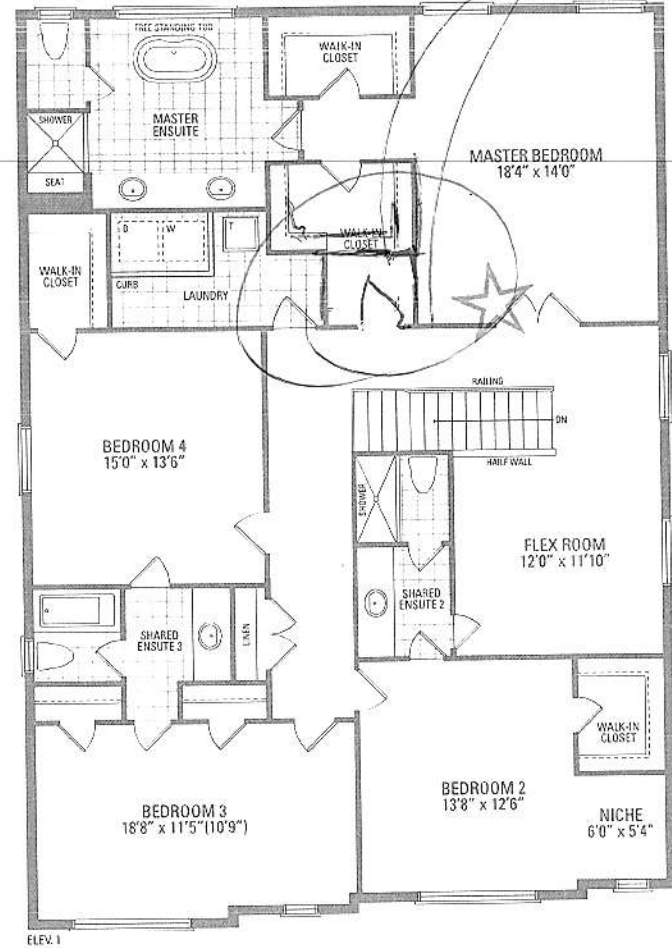 FREE STANDING TUB
WALK-IN
CLOSET
SHOWER
MASTER
ENSUITE
MASTER BEDROOM
18'4" x 14'0"
SEAT
WALK-IN
CLOSET
D
W
T
WALK-IN
CLOSET
CURB
LAUNDRY
RAILING
DN
BEDROOM 4
15'0" x 13'6"
HALF WALL
SHOWER
FLEX ROOM
12'0" x 11'10"
SHARED
ENSUITE 2
SHARED
ENSUITE 3
LINEN
WALK-IN
CLOSET
BEDROOM 2
13'8" x 12'6"
BEDROOM 3
18'8" x 11'5"(10'9")
NICHE
6'0" x 5'4"
ELEV. 1